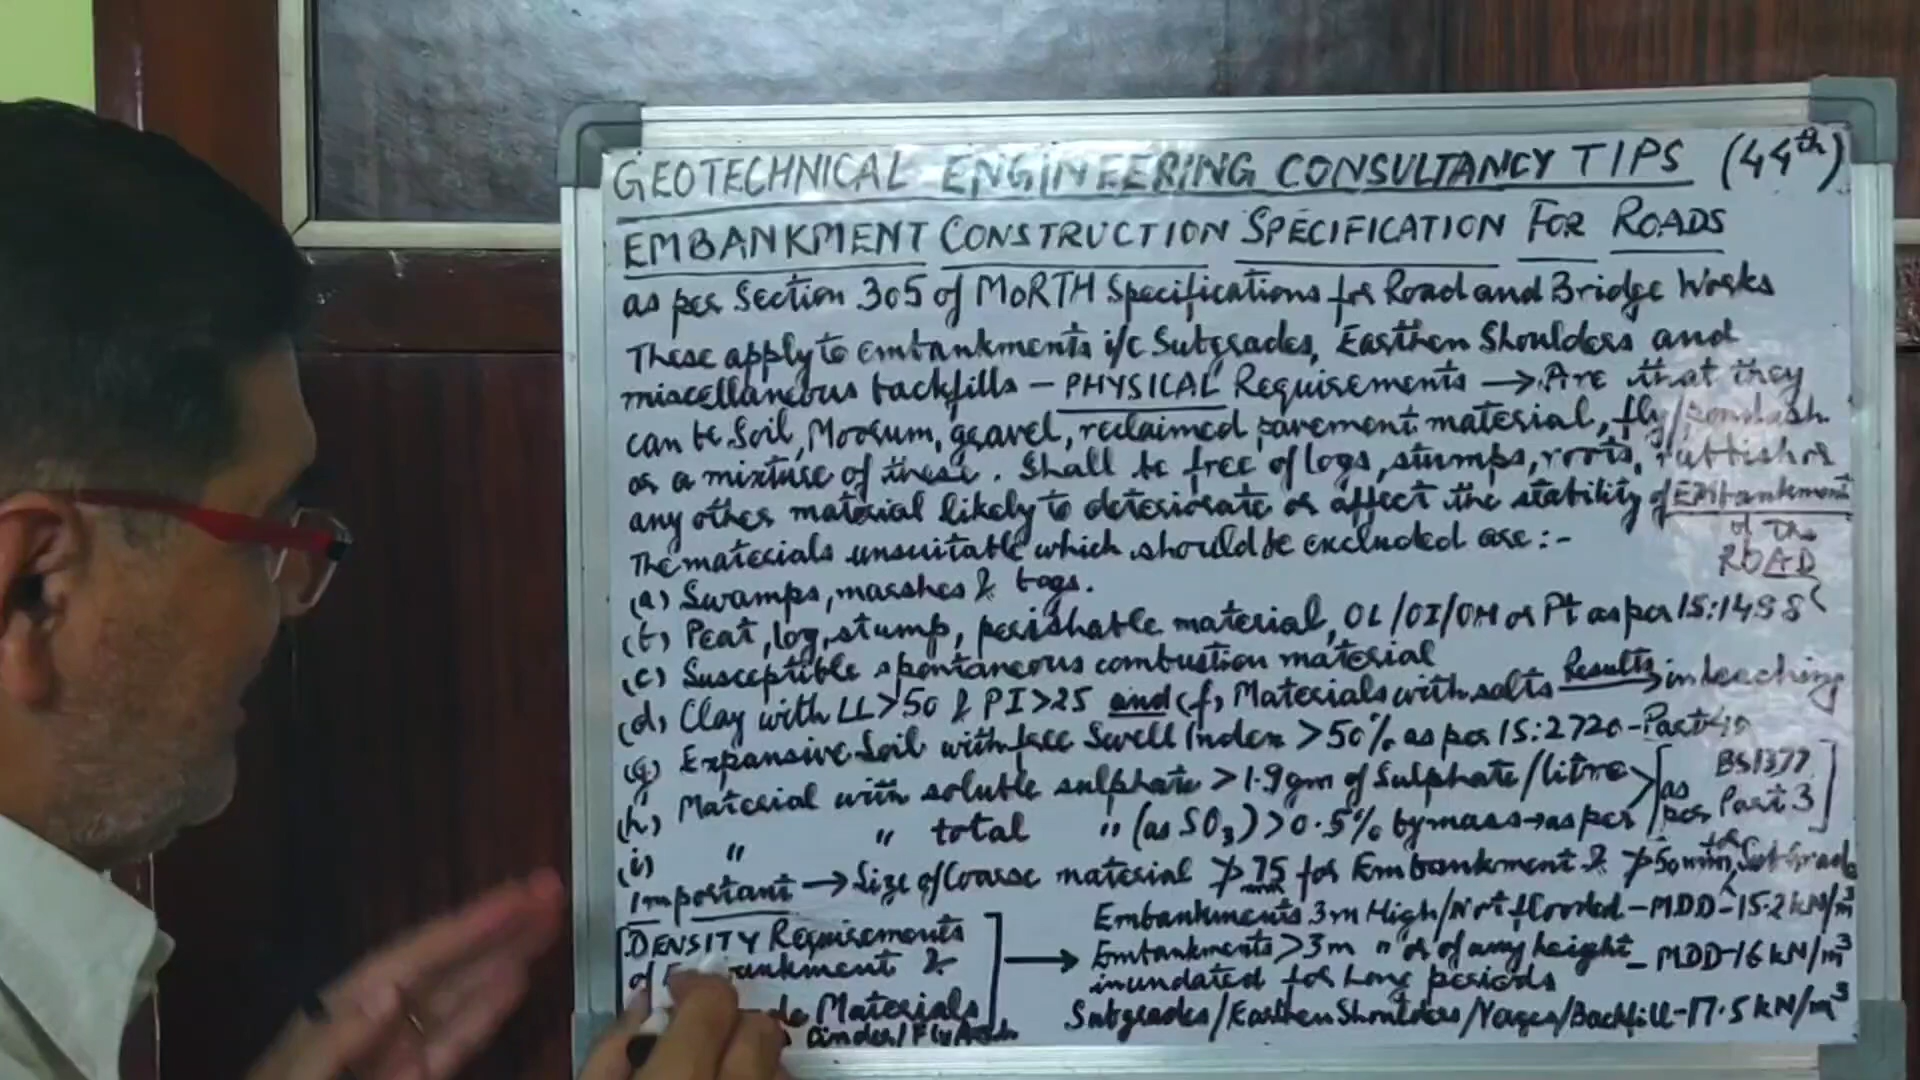 GEOTECHNICAL ENGINEERING CONSULTANCY TIPS (44th)
EMBANKMENT CONSTRUCTION SPECIFICATION FOR ROADS
as per Section 305 of MoRTH Specifications for Road and Bridge Works
These apply to embankments i/c Subgrades, Earthen Shoulders and
miscellaneous backfills – PHYSICAL Requirements → Are that they
can be Soil, Moorum, gravel, reclaimed pavement material, fly/pondash
or a mixture of these. Shall be free of logs, stumps, roots, rubbish or
any other material likely to deteriorate or affect the stability of EMbankment
of the
ROAD
The materials unsuitable which should be excluded are :-
(a) Swamps, marshes & bogs.
(b) Peat, log, stump, perishable material, OL/OI/OH or Pt as per IS:1498
(c) Susceptible spontaneous combustion material
(d) Clay with LL>50 & PI>25 and (f) Materials with salts Results in leeching
(g) Expansive Soil with free Swell Index >50% as per IS:2720-Part 40
(h) Material with soluble sulphate >1.9gm of Sulphate/litre
(i) " " total " (as SO3) >0.5% by mass → as per
as per BS1377 Part 3
Important → Size of Coarse material ≯ 75 mm for Embankment & ≯ 50mm for SubGrade
DENSITY Requirements
of Embankment &
Materials
Cinder/FlyAsh
Embankments 3m High/Not flooded – MDD – 15.2 kN/m³
Embankments >3m " or of any height – MDD – 16 kN/m³
inundated for Long periods
Subgrades/Earthen Shoulders/Verges/Backfill – 17.5 kN/m³